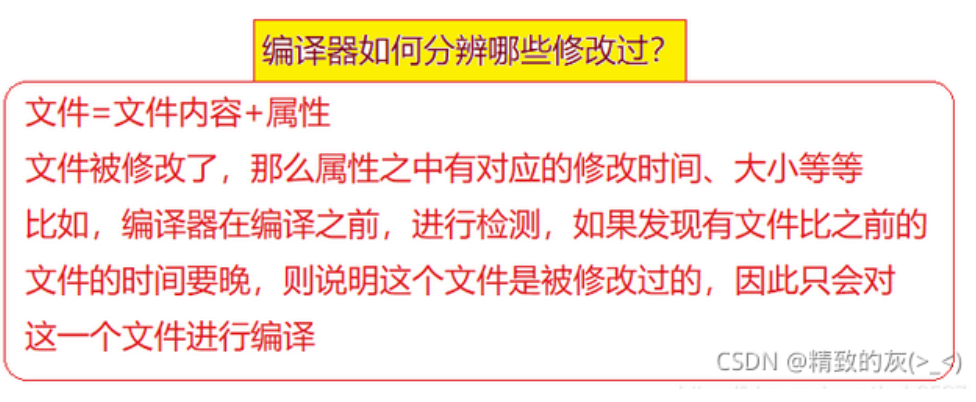 编译器如何分辨哪些修改过?
文件=文件内容+属性
文件被修改了，那么属性之中有对应的修改时间、大小等等
比如，编译器在编译之前，进行检测，如果发现有文件比之前的
文件的时间要晚，则说明这个文件是被修改过的，因此只会对
这一个文件进行编译
CSDN @精致的灰(>_<)